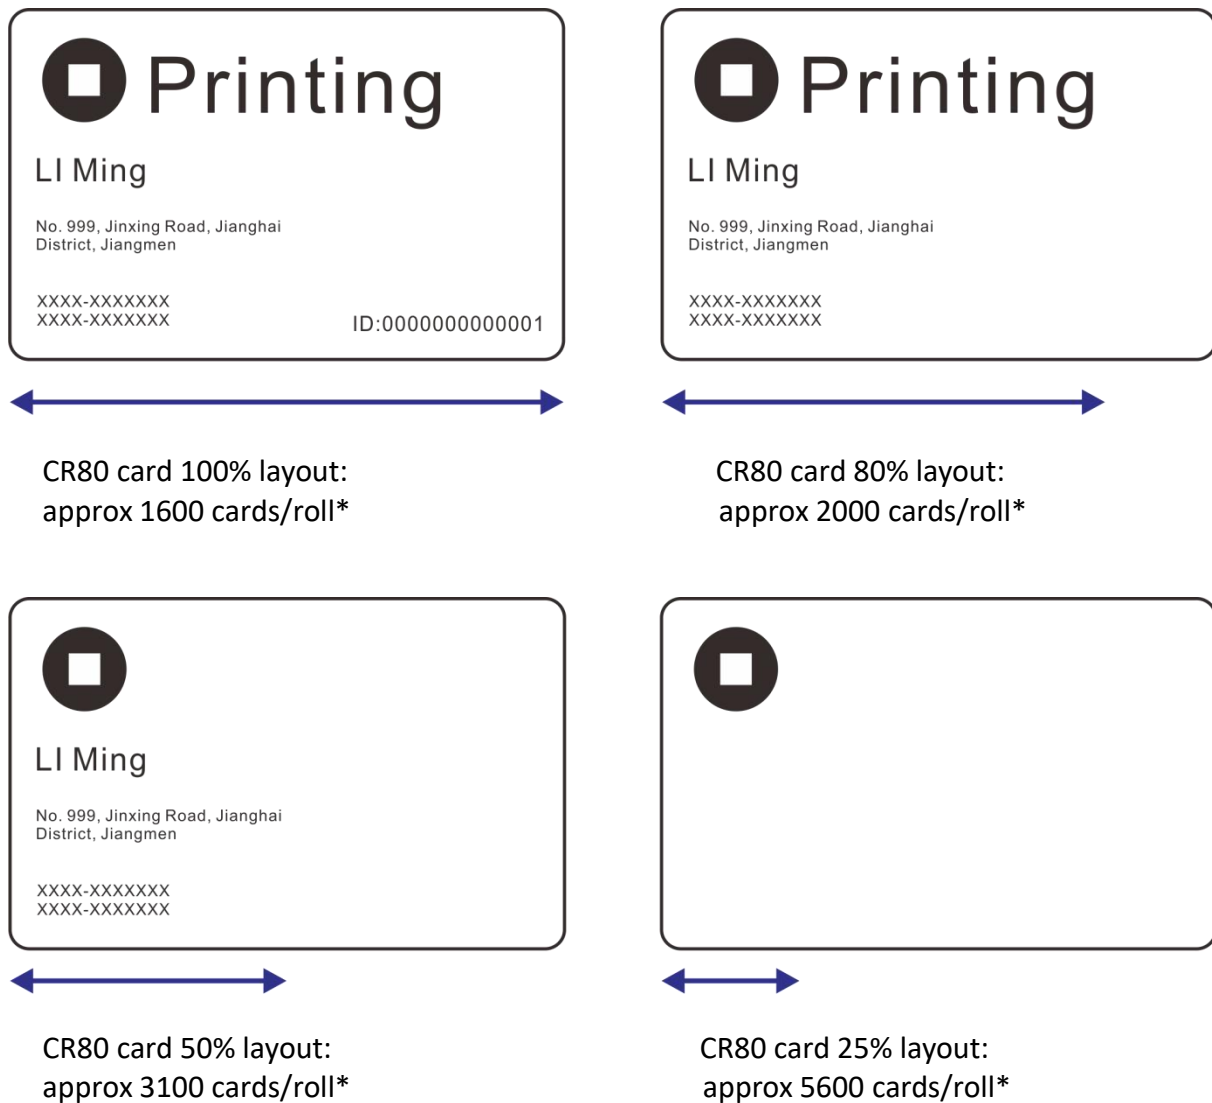 Printing
LI Ming
No. 999, Jinxing Road, Jianghai
District, Jiangmen
XXXX-XXXXXXX
XXXX-XXXXXXX
ID:0000000000001
CR80 card 100% layout:
approx 1600 cards/roll*
Printing
LI Ming
No. 999, Jinxing Road, Jianghai
District, Jiangmen
XXXX-XXXXXXX
XXXX-XXXXXXX
CR80 card 80% layout:
approx 2000 cards/roll*
LI Ming
No. 999, Jinxing Road, Jianghai
District, Jiangmen
XXXX-XXXXXXX
XXXX-XXXXXXX
CR80 card 50% layout:
approx 3100 cards/roll*
CR80 card 25% layout:
approx 5600 cards/roll*